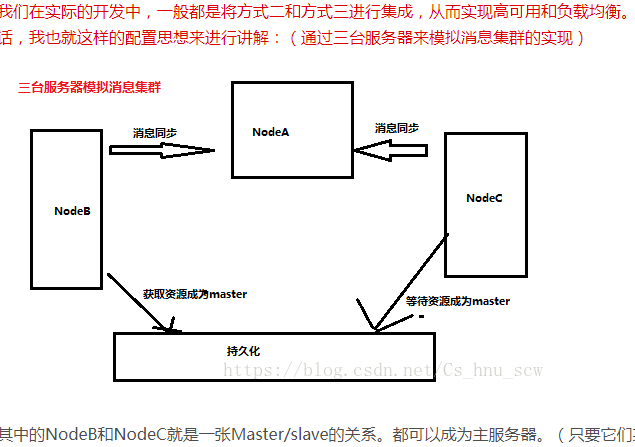 我们在实际的开发中，一般都是将方式二和方式三进行集成，从而实现高可用和负载均衡。
话，我也就这样的配置思想来进行讲解：（通过三台服务器来模拟消息集群的实现）
三台服务器模拟消息集群
消息同步
消息同步
NodeA
NodeB
NodeC
获取资源成为master
等待资源成为master
持久化
https://blog.csdn.net/Cs_hnu_scw
其中的NodeB和NodeC就是一张Master/slave的关系。都可以成为主服务器。（只要它们